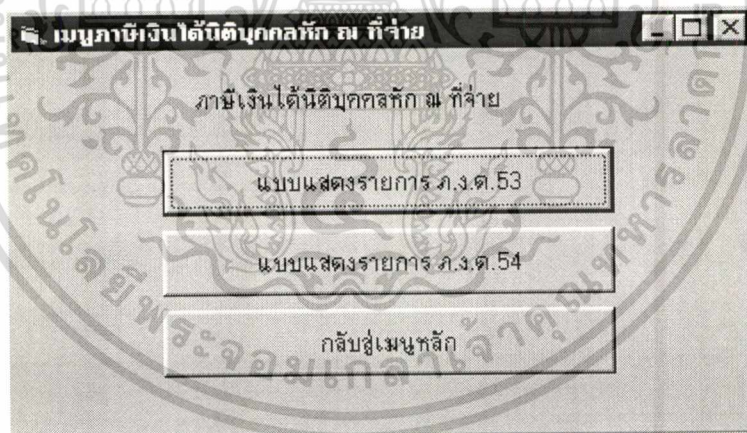 เมนูภาษีเงินได้นิติบุคคลหัก ณ ที่จ่าย
ภาษีเงินได้นิติบุคคลหัก ณ ที่จ่าย
แบบแสดงรายการ ภ.ง.ด.53
แบบแสดงรายการ ภ.ง.ด.54
กลับสู่เมนูหลัก